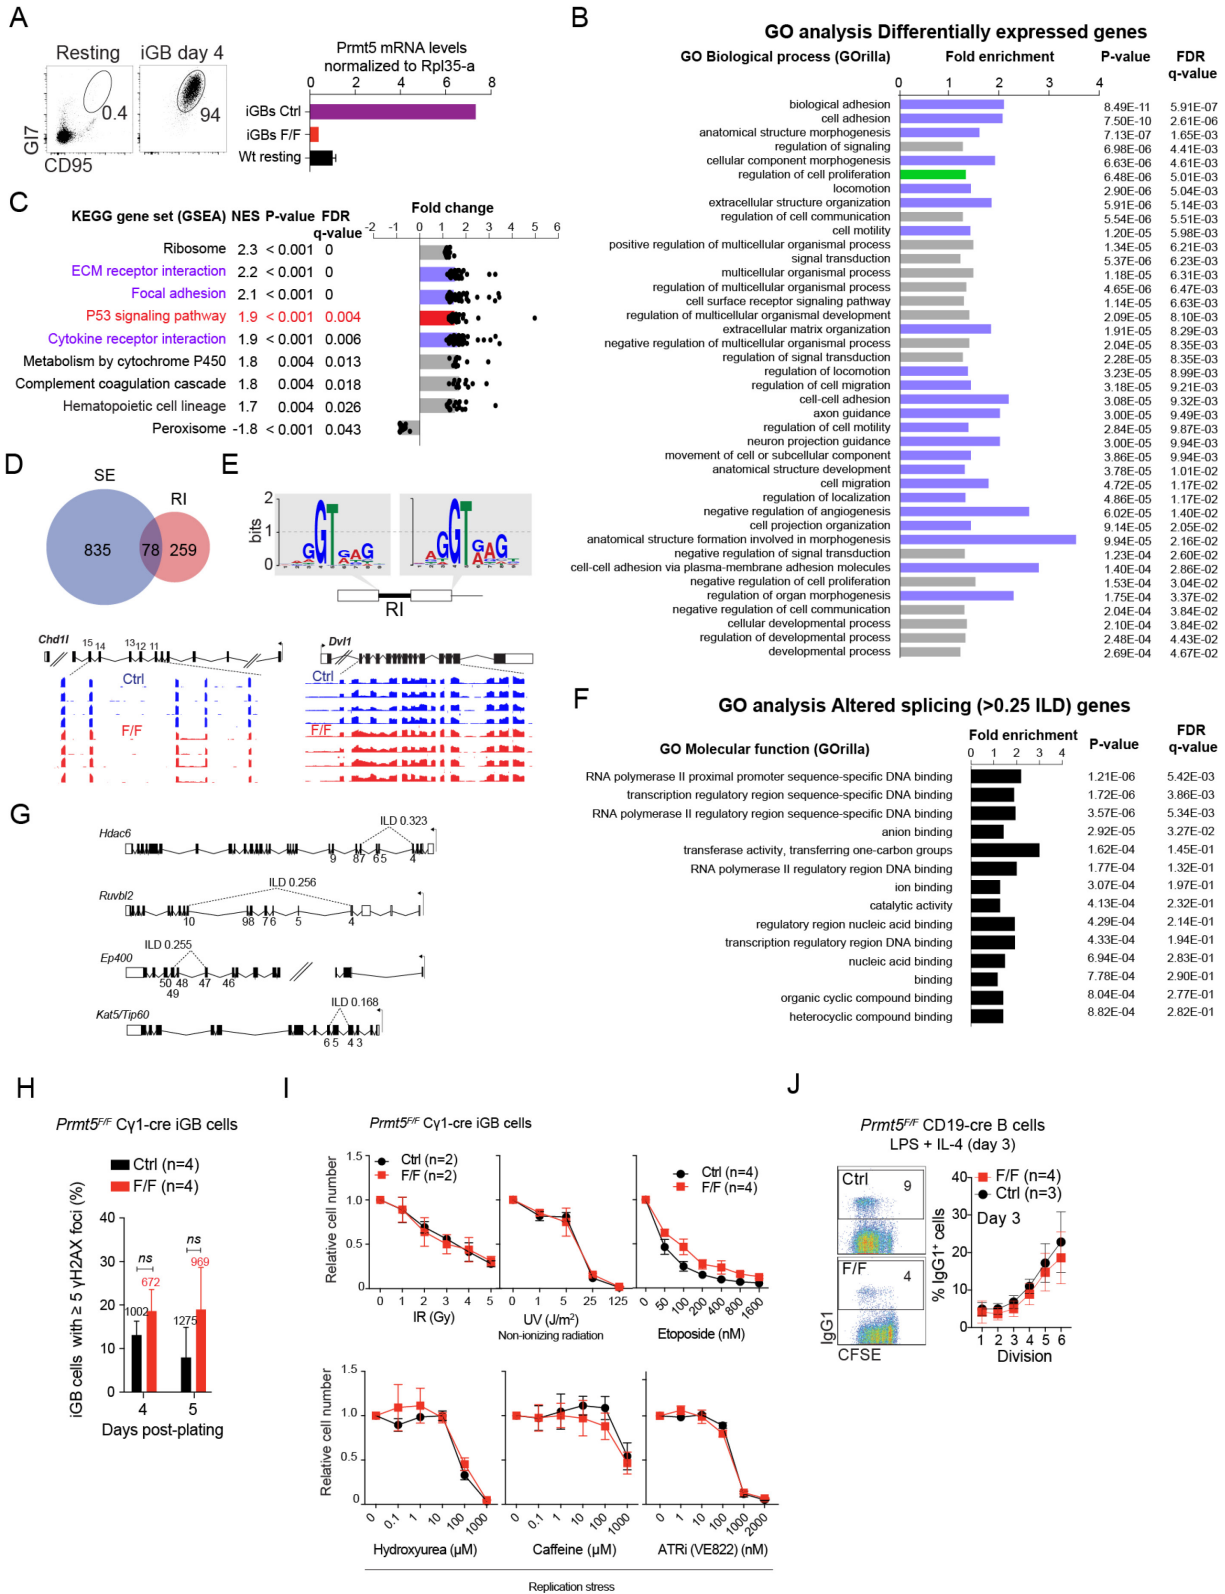 A
Resting
iGB day 4
0.4
94
GI7
CD95
Prmt5 mRNA levels
normalized to Rpl35-a
0 2 4 6 8
iGBs Ctrl
iGBs F/F
Wt resting
B
GO analysis Differentially expressed genes
GO Biological process (GOrilla) Fold enrichment P-value FDR
q-value
0 1 2 3 4
biological adhesion 8.49E-11 5.91E-07
cell adhesion 7.50E-10 2.61E-06
anatomical structure morphogenesis 7.13E-07 1.65E-03
regulation of signaling 6.98E-06 4.41E-03
cellular component morphogenesis 6.63E-06 4.61E-03
regulation of cell proliferation 6.48E-06 5.01E-03
locomotion 2.90E-06 5.04E-03
extracellular structure organization 5.91E-06 5.14E-03
regulation of cell communication 5.54E-06 5.51E-03
cell motility 1.20E-05 5.98E-03
positive regulation of multicellular organismal process 1.34E-05 6.21E-03
signal transduction 5.37E-06 6.23E-03
multicellular organismal process 1.18E-05 6.31E-03
regulation of multicellular organismal process 4.65E-06 6.47E-03
cell surface receptor signaling pathway 1.14E-05 6.63E-03
regulation of multicellular organismal development 2.09E-05 8.10E-03
extracellular matrix organization 1.91E-05 8.29E-03
negative regulation of multicellular organismal process 2.04E-05 8.35E-03
regulation of signal transduction 2.28E-05 8.35E-03
regulation of locomotion 3.23E-05 8.99E-03
regulation of cell migration 3.18E-05 9.21E-03
cell-cell adhesion 3.08E-05 9.32E-03
axon guidance 3.00E-05 9.49E-03
regulation of cell motility 2.84E-05 9.87E-03
neuron projection guidance 3.00E-05 9.94E-03
movement of cell or subcellular component 3.86E-05 9.94E-03
anatomical structure development 3.78E-05 1.01E-02
cell migration 4.72E-05 1.17E-02
regulation of localization 4.86E-05 1.17E-02
negative regulation of angiogenesis 6.02E-05 1.40E-02
cell projection organization 9.14E-05 2.05E-02
anatomical structure formation involved in morphogenesis 9.94E-05 2.16E-02
negative regulation of signal transduction 1.23E-04 2.60E-02
cell-cell adhesion via plasma-membrane adhesion molecules 1.40E-04 2.86E-02
negative regulation of cell proliferation 1.53E-04 3.04E-02
regulation of organ morphogenesis 1.75E-04 3.37E-02
negative regulation of cell communication 2.04E-04 3.84E-02
cellular developmental process 2.10E-04 3.84E-02
regulation of developmental process 2.48E-04 4.43E-02
developmental process 2.69E-04 4.67E-02
C
KEGG gene set (GSEA) NES P-value FDR
q-value
Fold change
-2 -1 0 1 2 3 4 5 6
Ribosome 2.3 < 0.001 0
ECM receptor interaction 2.2 < 0.001 0
Focal adhesion 2.1 < 0.001 0
P53 signaling pathway 1.9 < 0.001 0.004
Cytokine receptor interaction 1.9 < 0.001 0.006
Metabolism by cytochrome P450 1.8 0.004 0.013
Complement coagulation cascade 1.8 0.004 0.018
Hematopoietic cell lineage 1.7 0.004 0.026
Peroxisome -1.8 < 0.001 0.043
D
SE
RI
835 78 259
E
bits
2
1
0
RI
Chd1l
15 14 13 12 11
Ctrl
F/F
Dvl1
Ctrl
F/F
F
GO analysis Altered splicing (>0.25 ILD) genes
GO Molecular function (GOrilla) Fold enrichment P-value FDR
q-value
0 1 2 3 4
RNA polymerase II proximal promoter sequence-specific DNA binding 1.21E-06 5.42E-03
transcription regulatory region sequence-specific DNA binding 1.72E-06 3.86E-03
RNA polymerase II regulatory region sequence-specific DNA binding 3.57E-06 5.34E-03
anion binding 2.92E-05 3.27E-02
transferase activity, transferring one-carbon groups 1.62E-04 1.45E-01
RNA polymerase II regulatory region DNA binding 1.77E-04 1.32E-01
ion binding 3.07E-04 1.97E-01
catalytic activity 4.13E-04 2.32E-01
regulatory region nucleic acid binding 4.29E-04 2.14E-01
transcription regulatory region DNA binding 4.33E-04 1.94E-01
nucleic acid binding 6.94E-04 2.83E-01
binding 7.78E-04 2.90E-01
organic cyclic compound binding 8.04E-04 2.77E-01
heterocyclic compound binding 8.82E-04 2.82E-01
G
Hdac6
ILD 0.323
9 87 65 4
Ruvbl2
ILD 0.256
10 98 76 5 4
Ep400
ILD 0.255
50 49 48 47 46
Kat5/Tip60
ILD 0.168
6 5 4 3
H
Prmt5F/F Cγ1-cre iGB cells
Ctrl (n=4)
F/F (n=4)
iGB cells with ≥ 5 γH2AX foci (%)
40
30
20
10
0
ns
ns
1002
672
1275
969
4 5
Days post-plating
I
Prmt5F/F Cγ1-cre iGB cells
Relative cell number
1.5
1.0
0.5
0
Ctrl (n=2)
F/F (n=2)
Ctrl (n=4)
F/F (n=4)
0 1 2 3 4 5
IR (Gy)
0 1 5 25 125
UV (J/m²)
Non-ionizing radiation
0 50 100 200 400 800 1600
Etoposide (nM)
Relative cell number
1.5
1.0
0.5
0
0 0.1 1 10 100 1000
Hydroxyurea (µM)
0 0.1 1 10 100 1000
Caffeine (µM)
0 1 10 100 1000 2000
ATRi (VE822) (nM)
Replication stress
J
Prmt5F/F CD19-cre B cells
LPS + IL-4 (day 3)
Ctrl
9
F/F
4
IgG1
CFSE
F/F (n=4)
Ctrl (n=3)
Day 3
% IgG1⁺ cells
40
30
20
10
0
1 2 3 4 5 6
Division